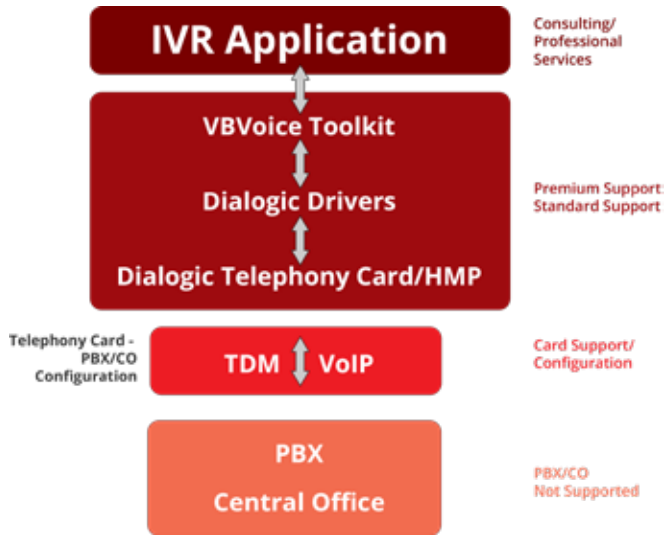 IVR Application
Consulting/
Professional
Services
VBVoice Toolkit
Dialogic Drivers
Dialogic Telephony Card/HMP
Premium Support:
Standard Support
Telephony Card -
PBX/CO
Configuration
TDM VoIP
Card Support/
Configuration
PBX
Central Office
PBX/CO
Not Supported